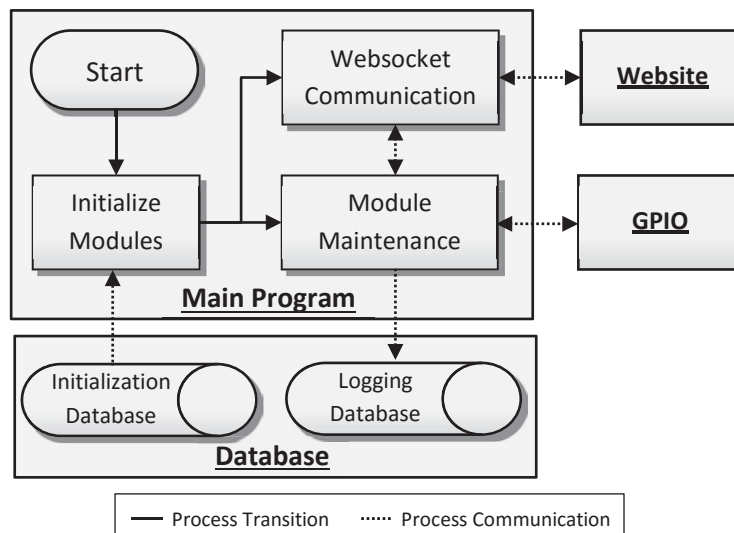 Start
Websocket
Communication
Website
Initialize
Modules
Module
Maintenance
GPIO
Main Program
Initialization
Database
Logging
Database
Database
Process Transition
Process Communication